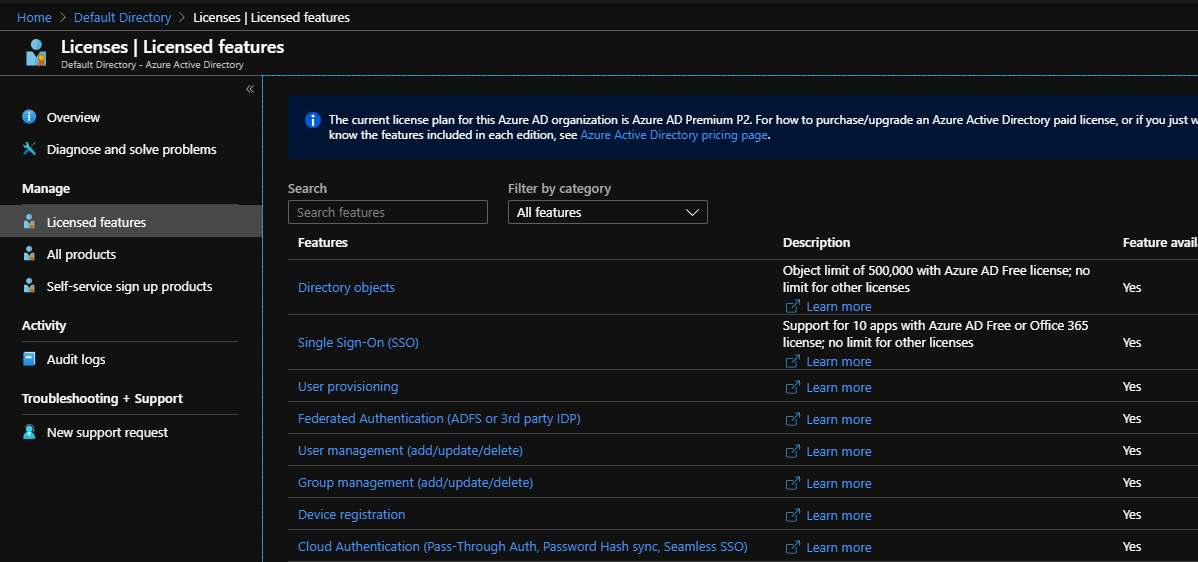 Home > Default Directory > Licenses | Licensed features
Licenses | Licensed features
Default Directory - Azure Active Directory
«
Overview
Diagnose and solve problems
Manage
Licensed features
All products
Self-service sign up products
Activity
Audit logs
Troubleshooting + Support
New support request
The current license plan for this Azure AD organization is Azure AD Premium P2. For how to purchase/upgrade an Azure Active Directory paid license, or if you just
know the features included in each edition, see Azure Active Directory pricing page.
Search
Filter by category
Search features
All features
Features Description Feature
Directory objects
Object limit of 500,000 with Azure AD Free license; no
limit for other licenses
Learn more
Yes
Single Sign-On (SSO)
Support for 10 apps with Azure AD Free or Office 365
license; no limit for other licenses
Learn more
Yes
User provisioning Learn more Yes
Federated Authentication (ADFS or 3rd party IDP) Learn more Yes
User management (add/update/delete) Learn more Yes
Group management (add/update/delete) Learn more Yes
Device registration Learn more Yes
Cloud Authentication (Pass-Through Auth, Password Hash sync, Seamless SSO) Learn more Yes